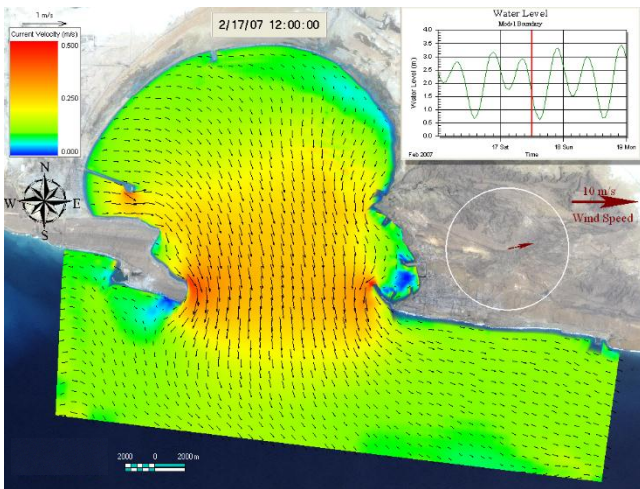 1 m/s
Current Velocity (m/s)
0.500
0.250
0.000
2/17/07 12:00:00
N
W E
S
Water Level
Model Boundary
Water Level (m)
4.0
3.5
3.0
2.5
2.0
1.5
1.0
0.5
0.0
17 Sat 18 Sun 19 Mon
Feb 2007 Time
10 m/s
Wind Speed
2000 0 2000m